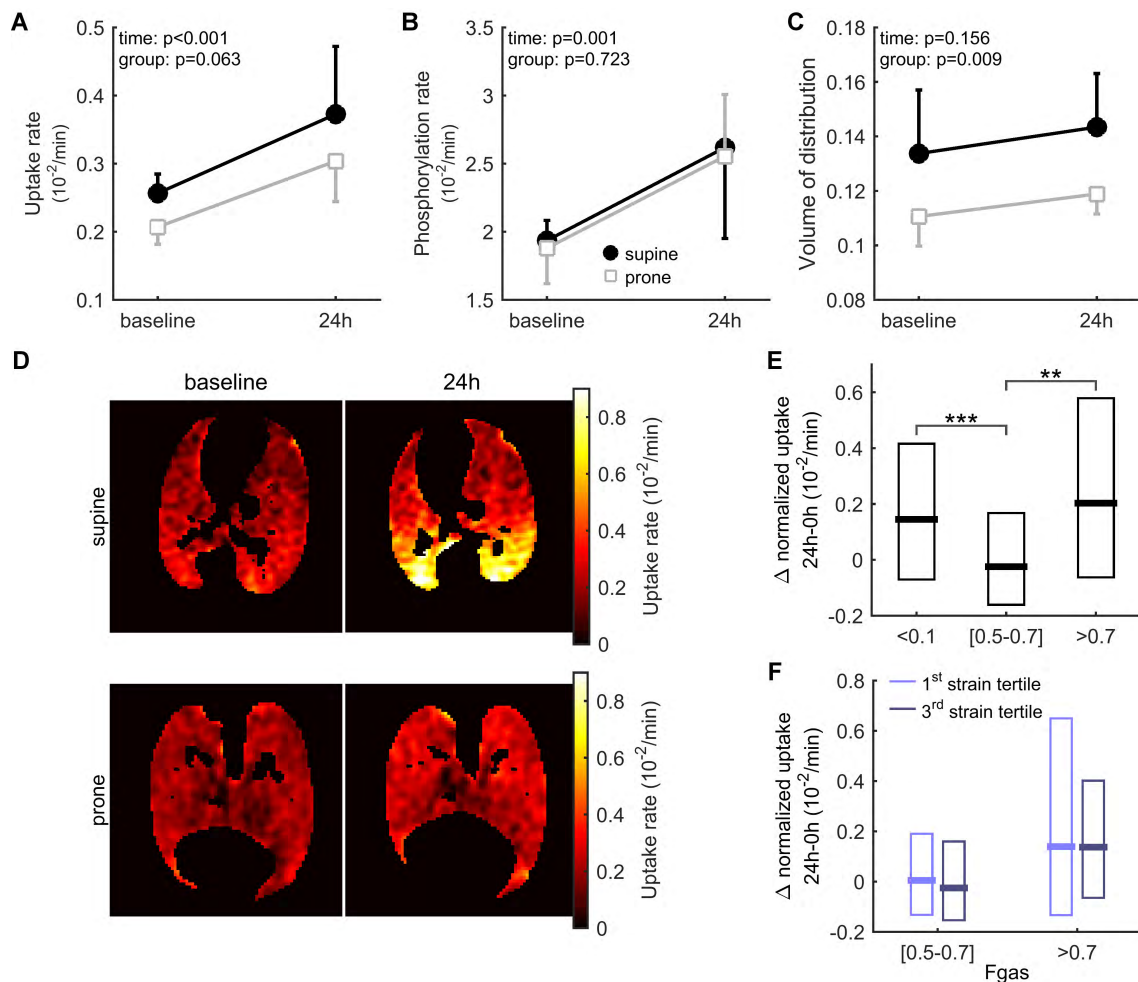 A
time: p<0.001
group: p=0.063
Uptake rate
(10⁻²/min)
0.5
0.4
0.3
0.2
0.1
baseline
24h
B
time: p=0.001
group: p=0.723
Phosphorylation rate
(10⁻²/min)
3.5
3
2.5
2
1.5
supine
prone
baseline
24h
C
time: p=0.156
group: p=0.009
Volume of distribution
0.18
0.16
0.14
0.12
0.1
0.08
baseline
24h
D
baseline
24h
supine
0.8
0.6
0.4
0.2
0
Uptake rate (10⁻²/min)
prone
0.8
0.6
0.4
0.2
0
Uptake rate (10⁻²/min)
E
Δ normalized uptake
24h-0h (10⁻²/min)
0.6
0.4
0.2
0
-0.2
***
**
<0.1
[0.5-0.7]
>0.7
F
Δ normalized uptake
24h-0h (10⁻²/min)
0.8
0.6
0.4
0.2
0
-0.2
1ˢᵗ strain tertile
3ʳᵈ strain tertile
[0.5-0.7]
>0.7
Fgas